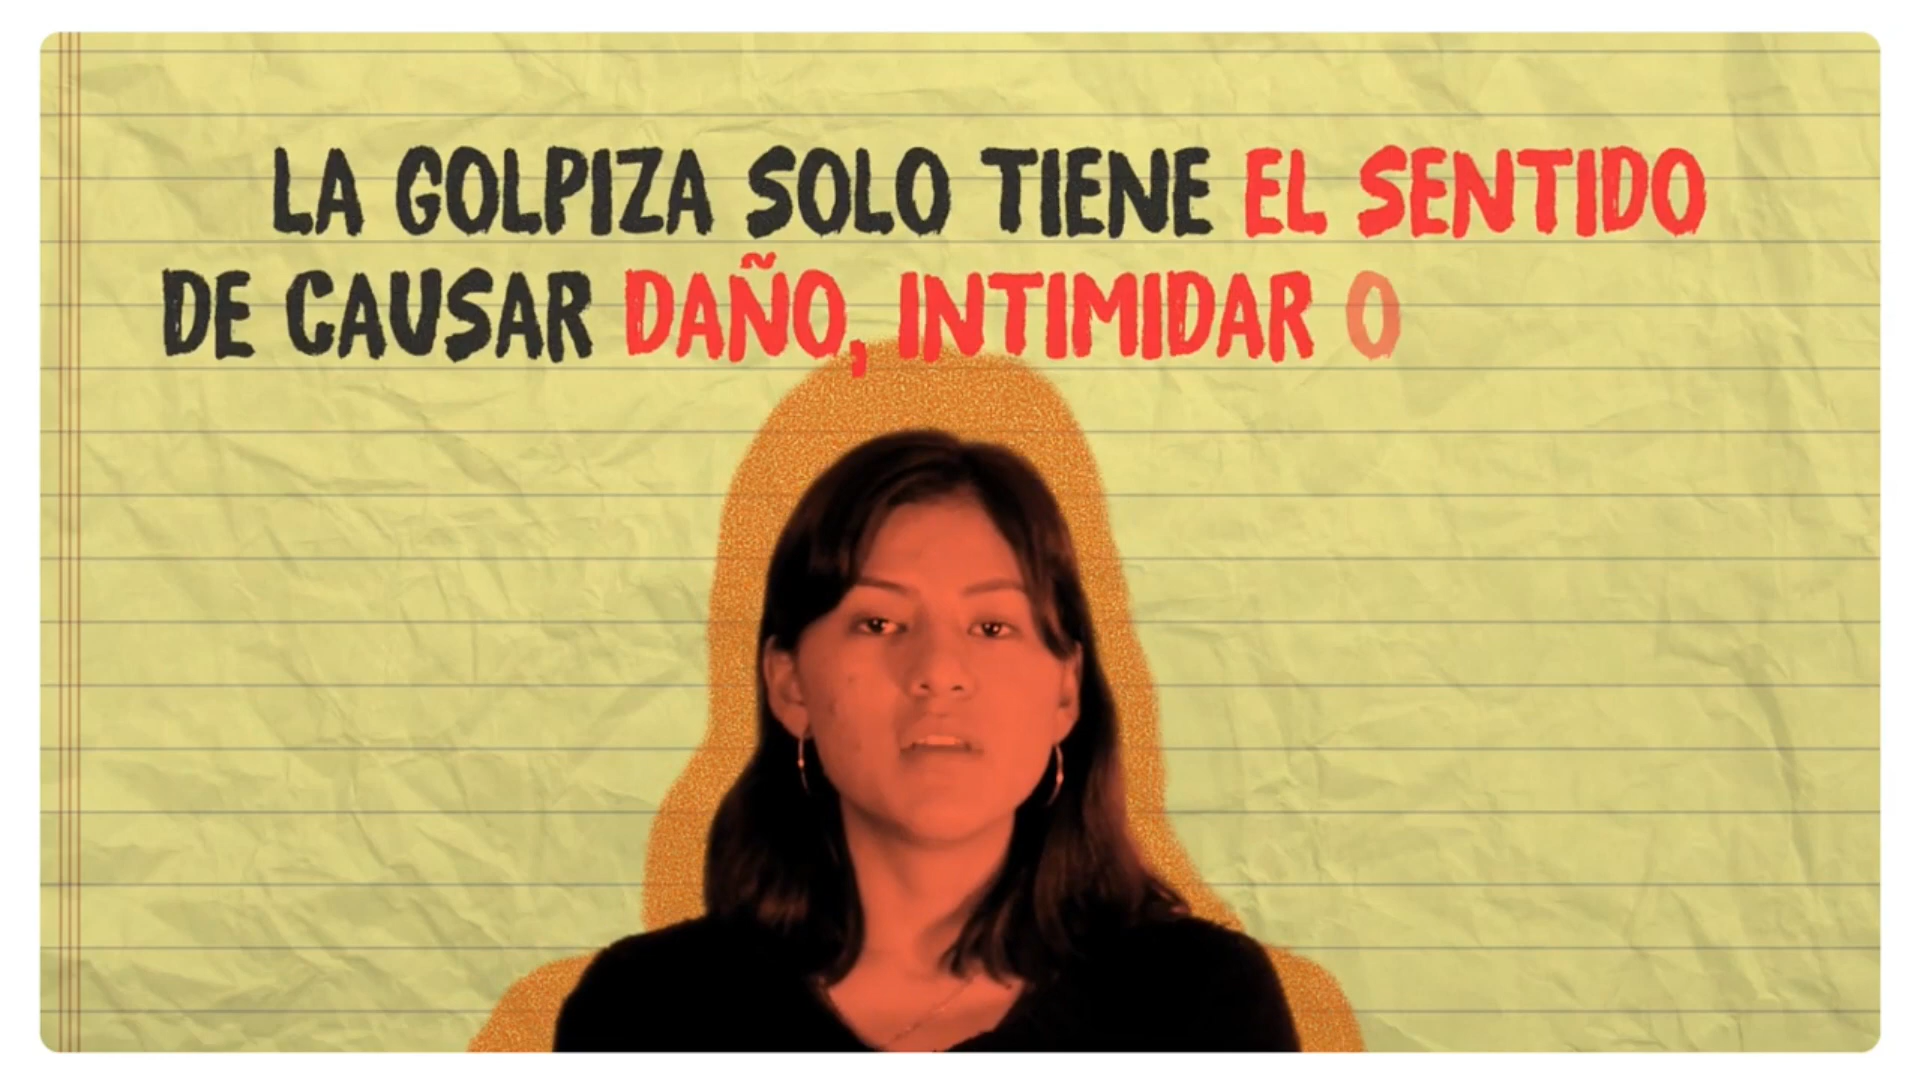 LA GOLPIZA SOLO TIENE EL SENTIDO
DE CAUSAR DAÑO, INTIMIDAR O